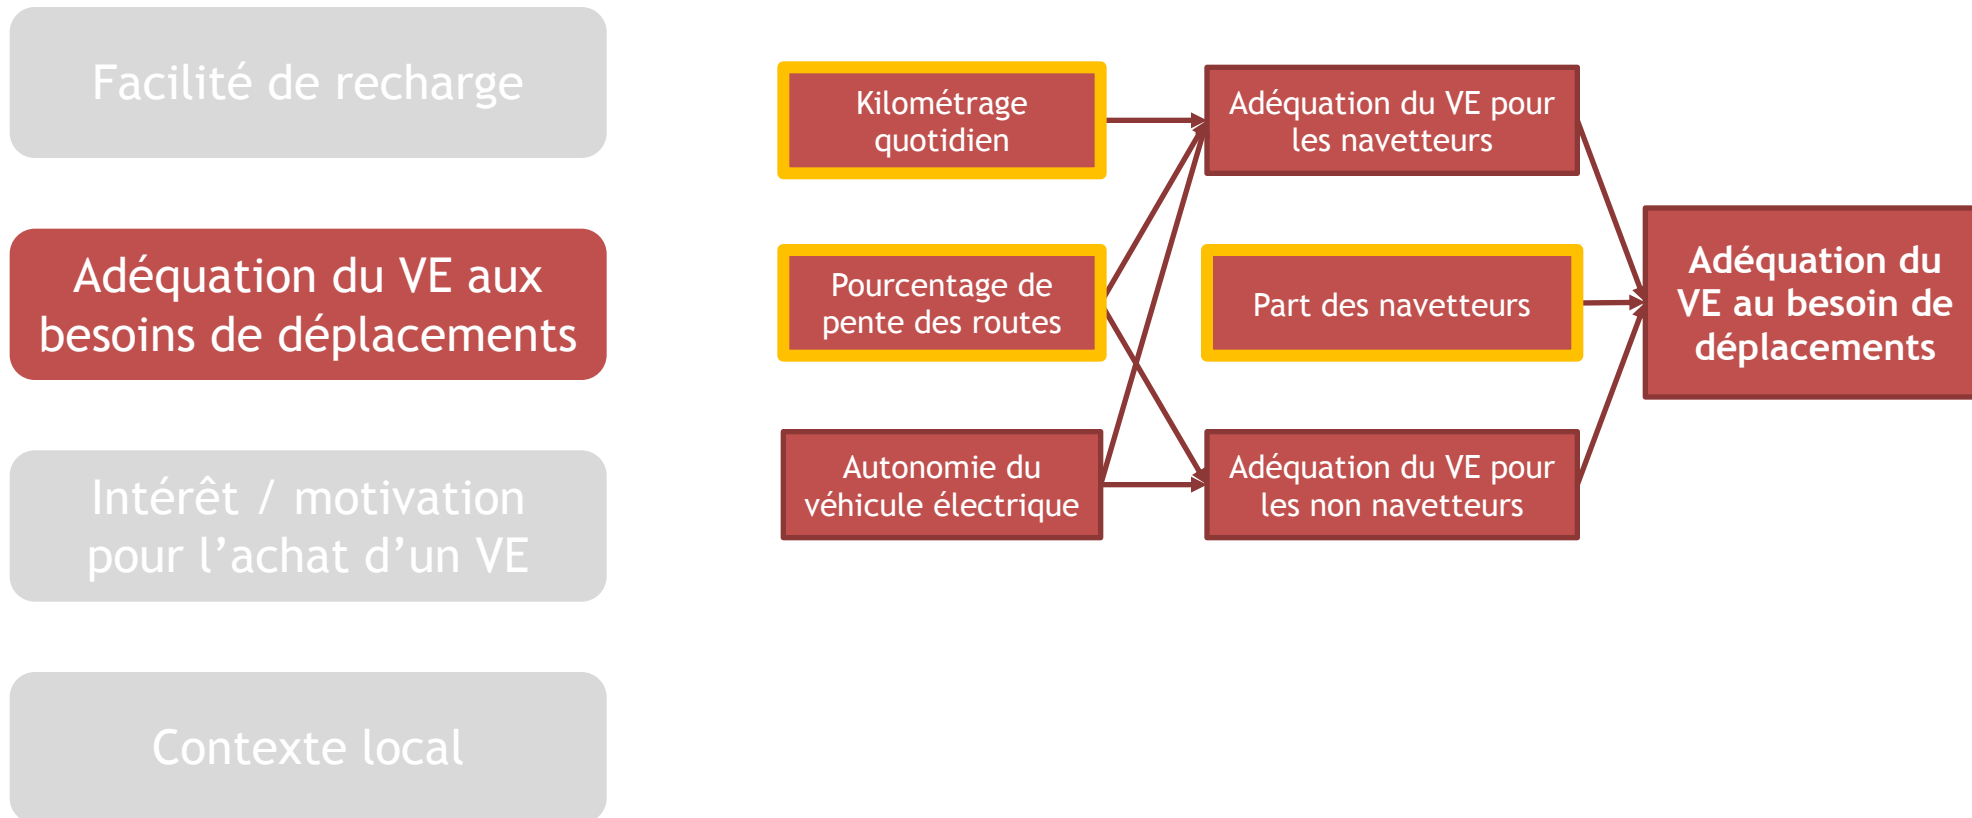 Facilité de recharge
Adéquation du VE aux
besoins de déplacements
Intérêt / motivation
pour l’achat d’un VE
Contexte local
Kilométrage
quotidien
Pourcentage de
pente des routes
Autonomie du
véhicule électrique
Adéquation du VE pour
les navetteurs
Part des navetteurs
Adéquation du VE pour
les non navetteurs
Adéquation du
VE au besoin de
déplacements